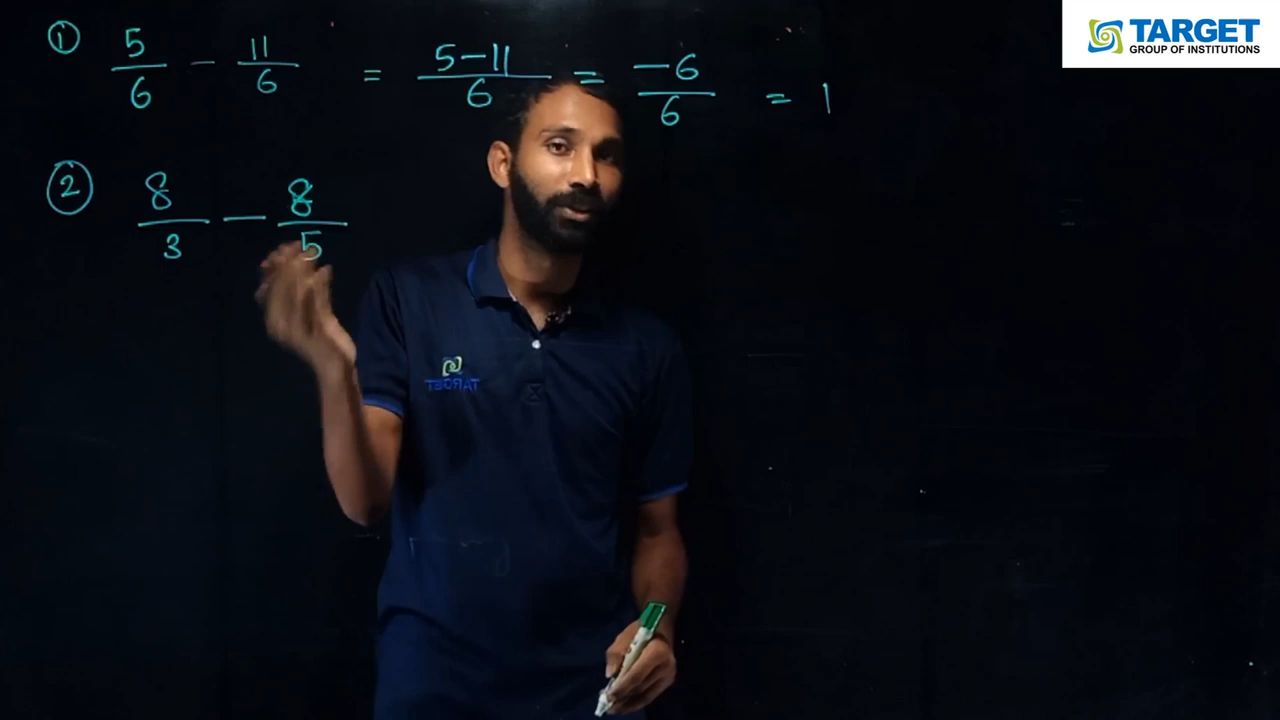 TARGET
GROUP OF INSTITUTIONS
① 5/6 - 11/6 = 5-11/6 = -6/6 = 1
② 8/3 - 8/5
TARGET